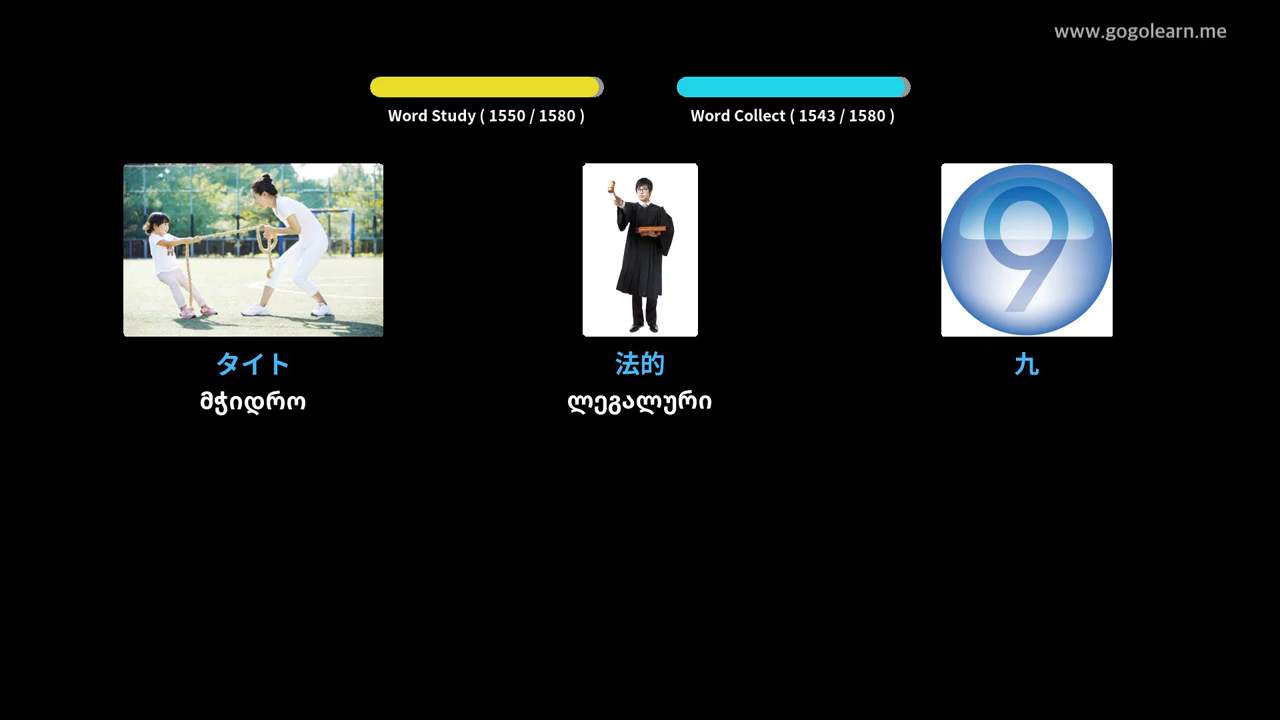 www.gogolearn.me
Word Study ( 1550 / 1580 )
Word Collect ( 1543 / 1580 )
9
タイト
法的
九
მჭიდრო
ლეგალური